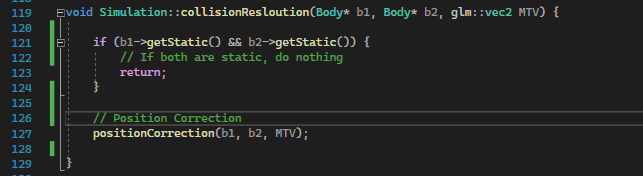 119 void Simulation::collisionResloution(Body* b1, Body* b2, glm::vec2 MTV) {
120
121 if (b1->getStatic() && b2->getStatic()) {
122 // If both are static, do nothing
123 return;
124 }
125
126 // Position Correction
127 positionCorrection(b1, b2, MTV);
128
129 }